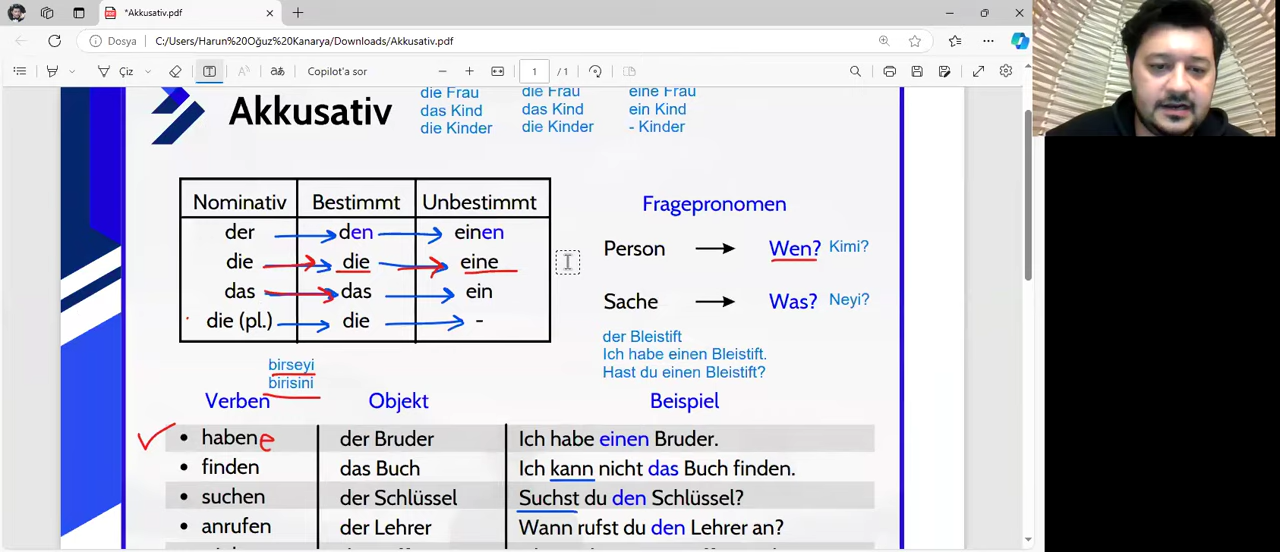 *Akkusativ.pdf
Dosya C:/Users/Harun%20Oğuz%20Kanarya/Downloads/Akkusativ.pdf
Çiz aあ Copilot'a sor 1 /1
Akkusativ
die Frau die Frau eine Frau
das Kind das Kind ein Kind
die Kinder die Kinder - Kinder
Nominativ Bestimmt Unbestimmt
der den einen
die die eine
das das ein
die (pl.) die -
Fragepronomen
Person Wen? Kimi?
Sache Was? Neyi?
der Bleistift
Ich habe einen Bleistift.
Hast du einen Bleistift?
birseyi
birisini
Verben Objekt Beispiel
• haben e der Bruder Ich habe einen Bruder.
• finden das Buch Ich kann nicht das Buch finden.
• suchen der Schlüssel Suchst du den Schlüssel?
• anrufen der Lehrer Wann rufst du den Lehrer an?